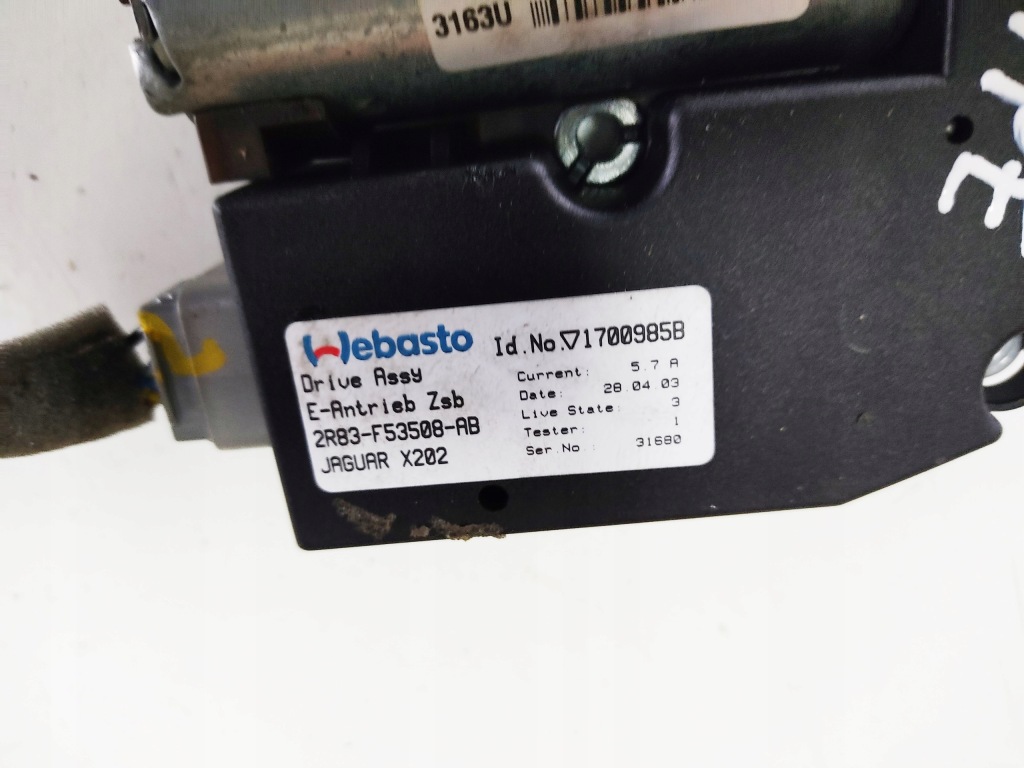 3163U
Webasto
Drive Assy
E-Antrieb Zsb
2R83-F53508-AB
JAGUAR X202
Id.No.▽1700985B
Current: 5.7 A
Date: 28.04.03
Live State: 3
Tester: 1
Ser.No.: 31680